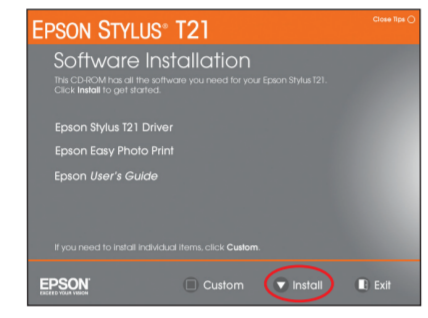 EPSON STYLUS® T21
Close Tips
Software Installation
This CD-ROM has all the software you need for your Epson Stylus T21.
Click Install to get started.
Epson Stylus T21 Driver
Epson Easy Photo Print
Epson User's Guide
If you need to install individual items, click Custom.
EPSON
EXCEED YOUR VISION
Custom
Install
Exit